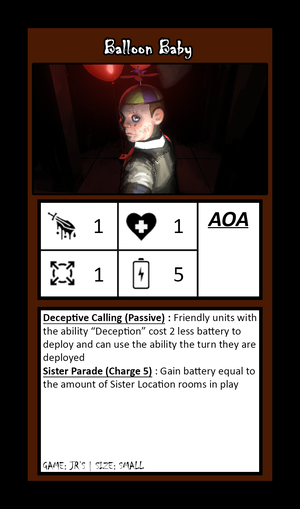 Balloon Baby
1 1 AOA
1 5
Deceptive Calling (Passive) : Friendly units with
the ability “Deception” cost 2 less battery to
deploy and can use the ability the turn they are
deployed
Sister Parade (Charge 5) : Gain battery equal to
the amount of Sister Location rooms in play
GAME; JR'S | SIZE; SMALL